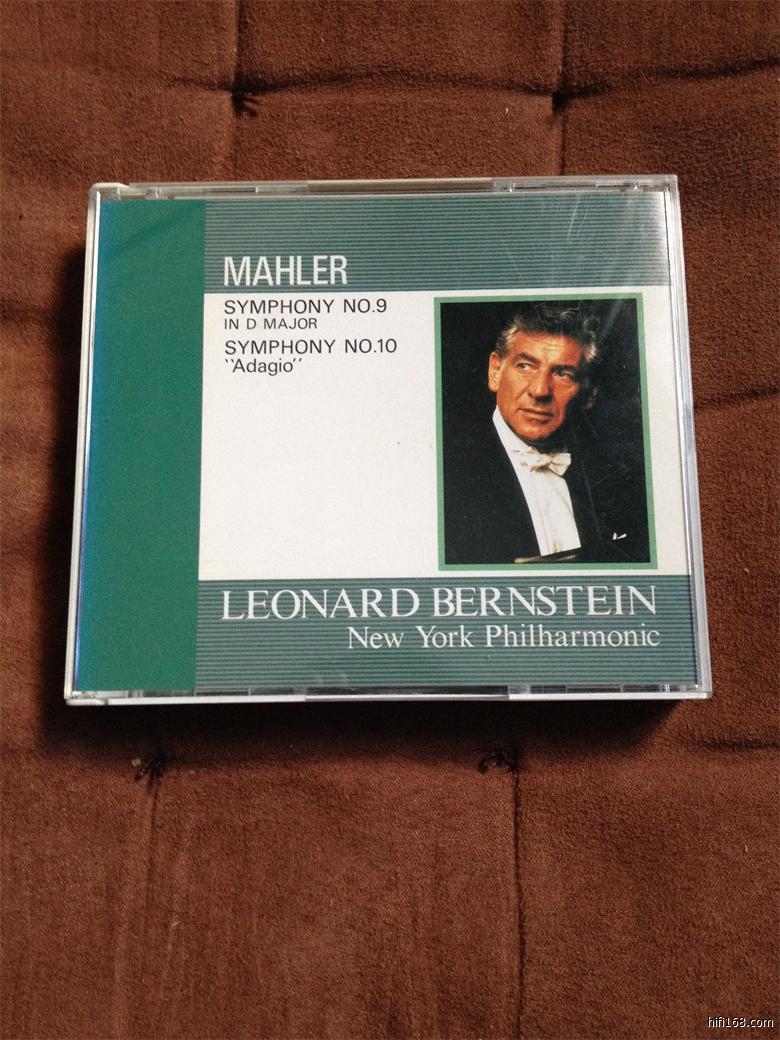 MAHLER
SYMPHONY NO.9
IN D MAJOR
SYMPHONY NO.10
``Adagio''
LEONARD BERNSTEIN
New York Philharmonic
hifi168.com